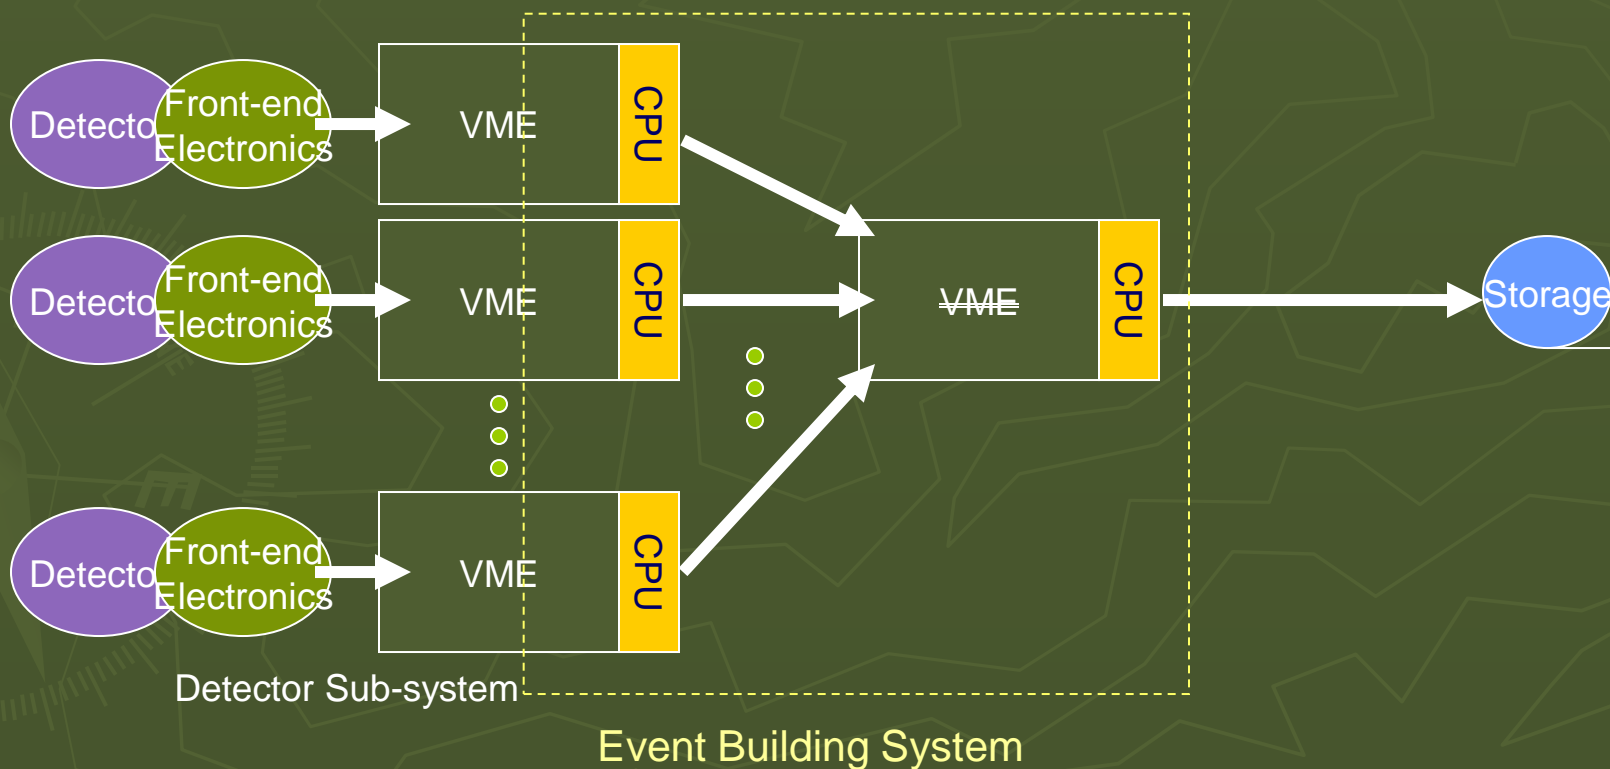 Detecto
Front-end
Electronics
VME
CPU
Detecto
Front-end
Electronics
VME
CPU
VME
CPU
Storage
Detecto
Front-end
Electronics
VME
CPU
Detector Sub-system
Event Building System
E